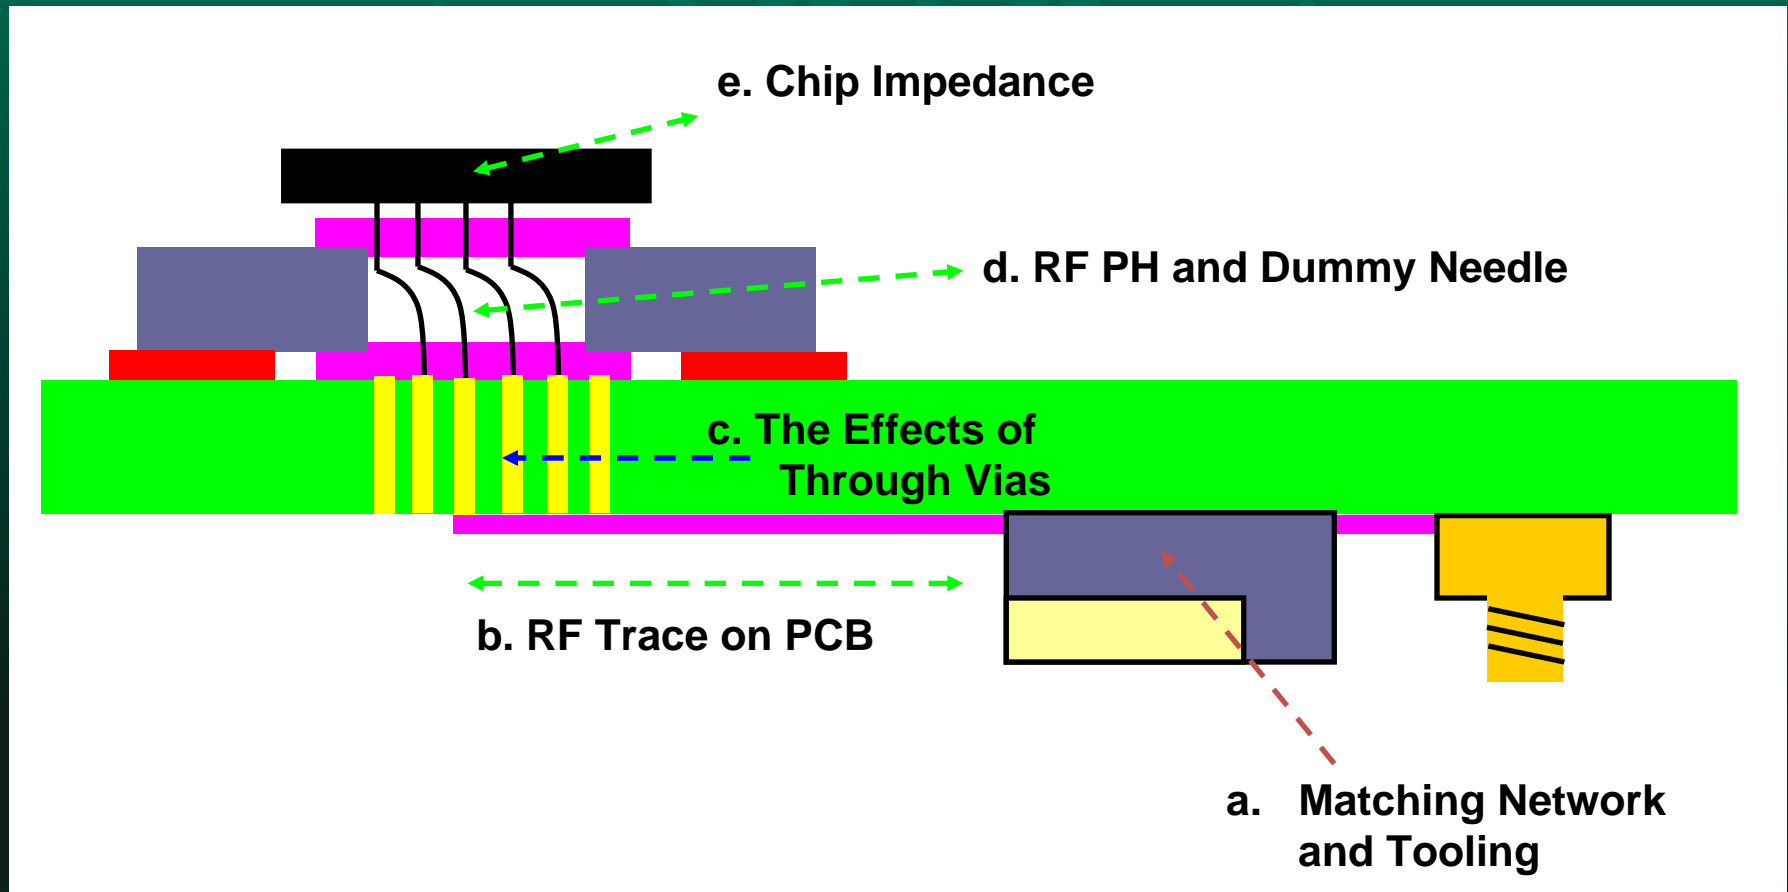 e. Chip Impedance
d. RF PH and Dummy Needle
c. The Effects of
Through Vias
b. RF Trace on PCB
a. Matching Network
and Tooling